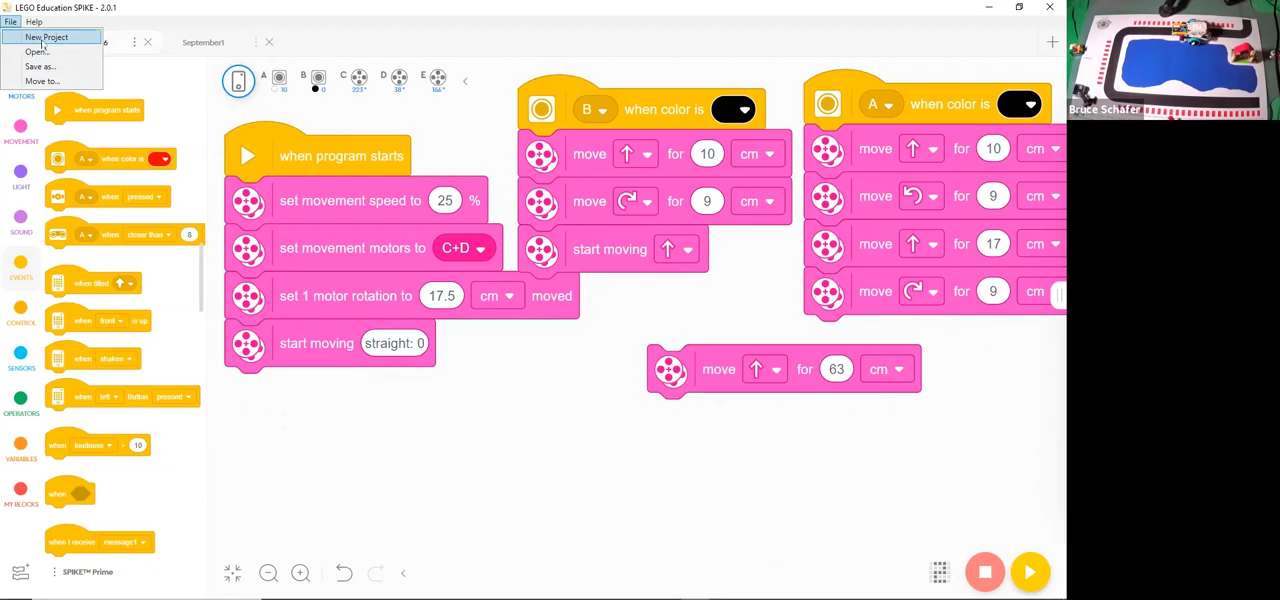 LEGO Education SPIKE - 2.0.1
File Help
New Project
Open...
Save as...
Move to...
6
September1
A B C D E
10 0 223° 38° 166°
MOTORS
MOVEMENT
LIGHT
SOUND
EVENTS
CONTROL
SENSORS
OPERATORS
VARIABLES
MY BLOCKS
when program starts
A when color is
A when pressed
A when closer than 8
when tilted
when front is up
when shaken
when left Button pressed
when loudness > 10
when
when I receive message1
SPIKE™ Prime
when program starts
set movement speed to 25 %
set movement motors to C+D
set 1 motor rotation to 17.5 cm moved
start moving straight: 0
B when color is
move for 10 cm
move for 9 cm
start moving
A when color is
move for 10 cm
move for 9 cm
move for 17 cm
move for 9 cm
move for 63 cm
Bruce Schafer